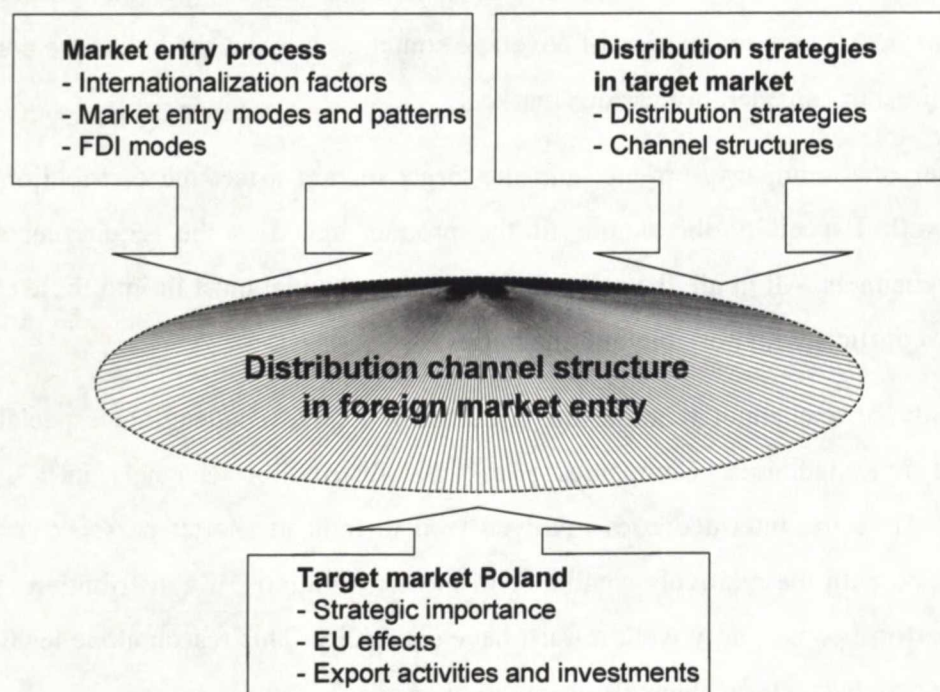 Market entry process
- Internationalization factors
- Market entry modes and patterns
- FDI modes
Distribution strategies
in target market
- Distribution strategies
- Channel structures
Distribution channel structure
in foreign market entry
Target market Poland
- Strategic importance
- EU effects
- Export activities and investments